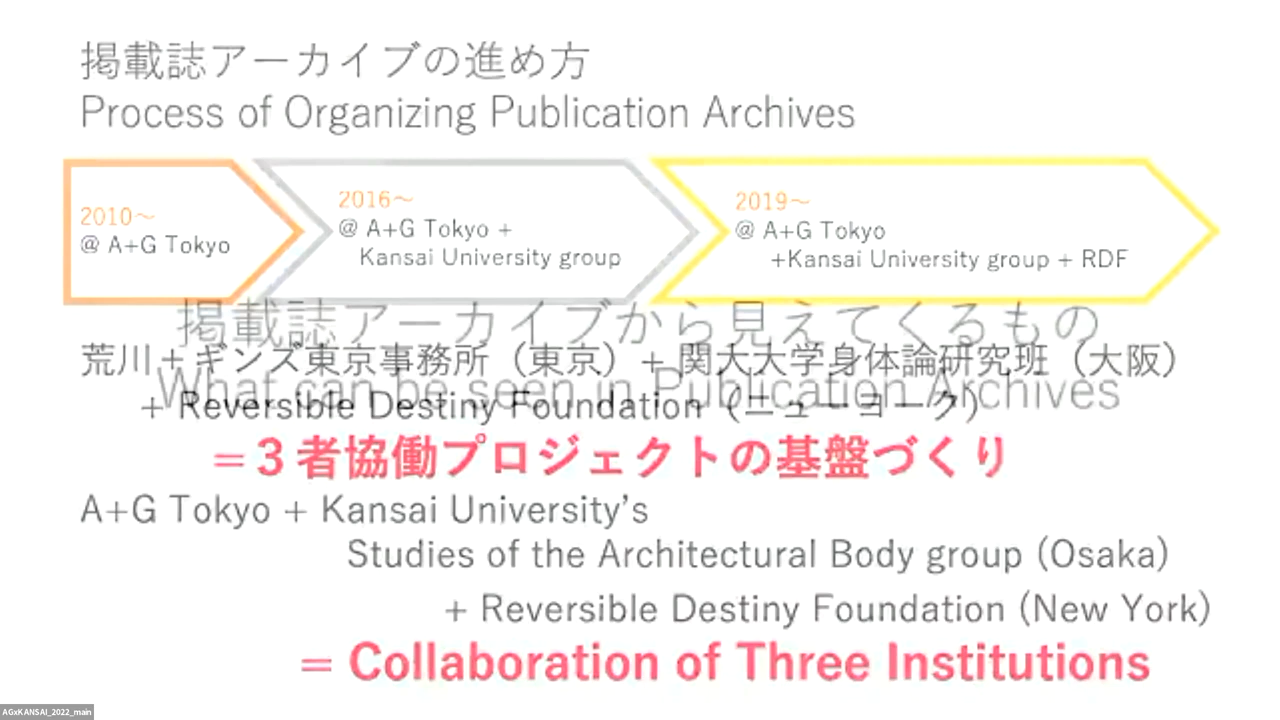 掲載誌アーカイブの進め方
Process of Organizing Publication Archives
2010～
@ A+G Tokyo
2016～
@ A+G Tokyo +
Kansai University group
2019～
@ A+G Tokyo
+Kansai University group + RDF
掲載誌アーカイブから見えてくるもの
荒川＋ギンズ東京事務所（東京）＋関大大学身体論研究班（大阪）
What can be seen in Publication Archives
+ Reversible Destiny Foundation（ニューヨーク）
＝３者協働プロジェクトの基盤づくり
A+G Tokyo + Kansai University’s
Studies of the Architectural Body group (Osaka)
+ Reversible Destiny Foundation (New York)
= Collaboration of Three Institutions
AGxKANSAI_2022_main